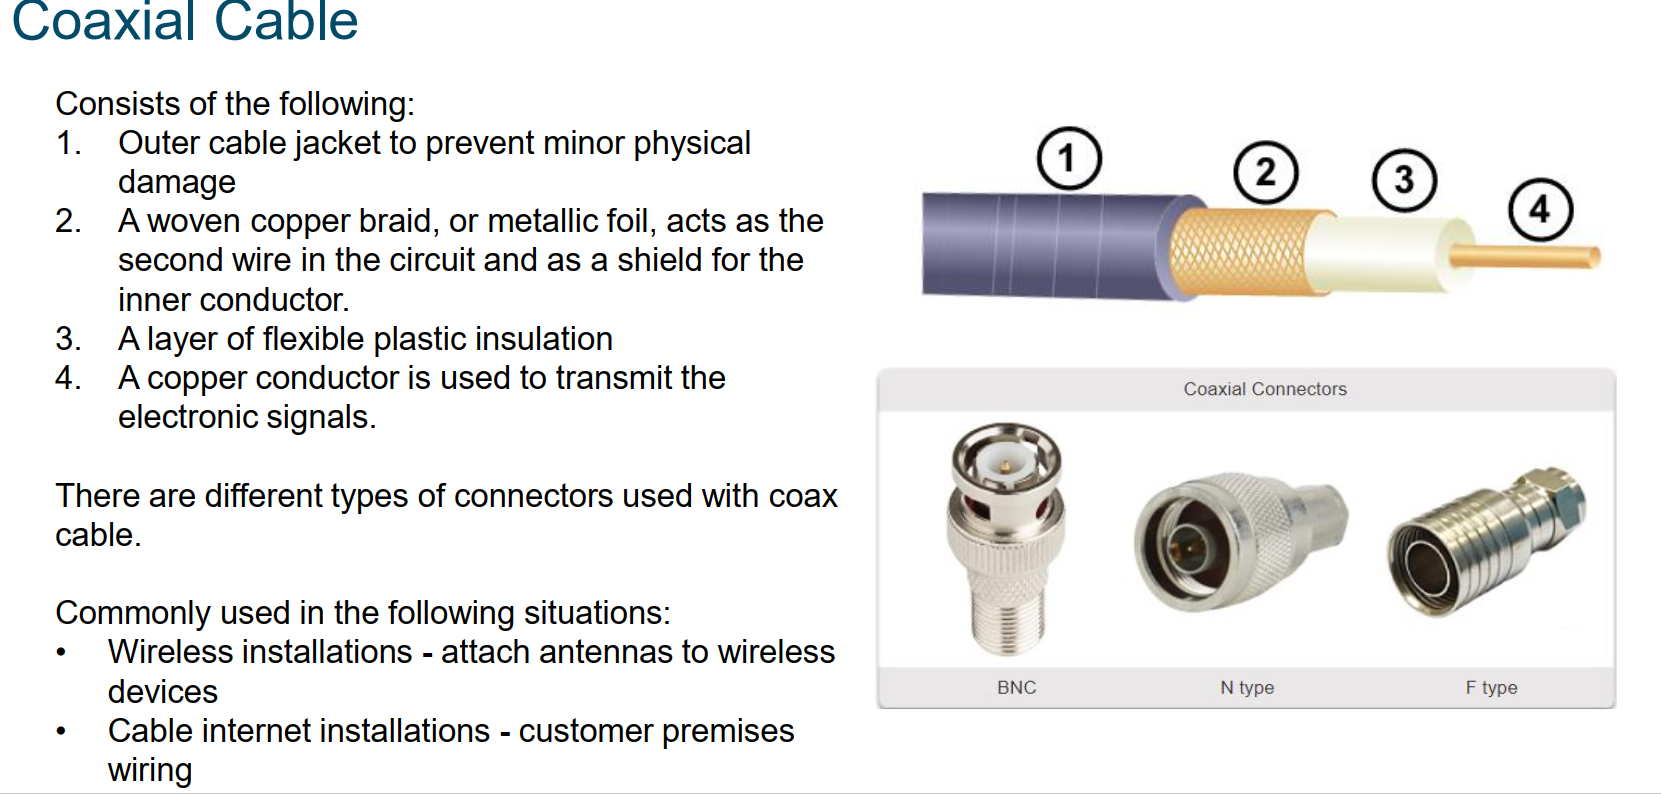 Coaxial Cable
Consists of the following:
1. Outer cable jacket to prevent minor physical
damage
2. A woven copper braid, or metallic foil, acts as the
second wire in the circuit and as a shield for the
inner conductor.
3. A layer of flexible plastic insulation
4. A copper conductor is used to transmit the
electronic signals.
There are different types of connectors used with coax
cable.
Commonly used in the following situations:
• Wireless installations - attach antennas to wireless
devices
• Cable internet installations - customer premises
wiring
1
2
3
4
Coaxial Connectors
BNC
N type
F type